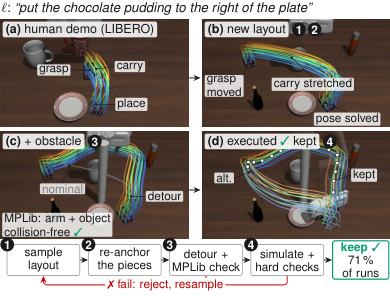 ℓ: “put the chocolate pudding to the right of the plate”
(a) human demo (LIBERO)
grasp
carry
place
(b) new layout 1 2
grasp
moved
carry stretched
pose solved
(c) + obstacle 3
nominal
detour
MPLib: arm + object
collision-free ✓
(d) executed ✓ kept 4
alt.
kept
1
sample
layout
2
re-anchor
the pieces
3
detour +
MPLib check
4
simulate +
hard checks
keep ✓
71 %
of runs
✗ fail: reject, resample